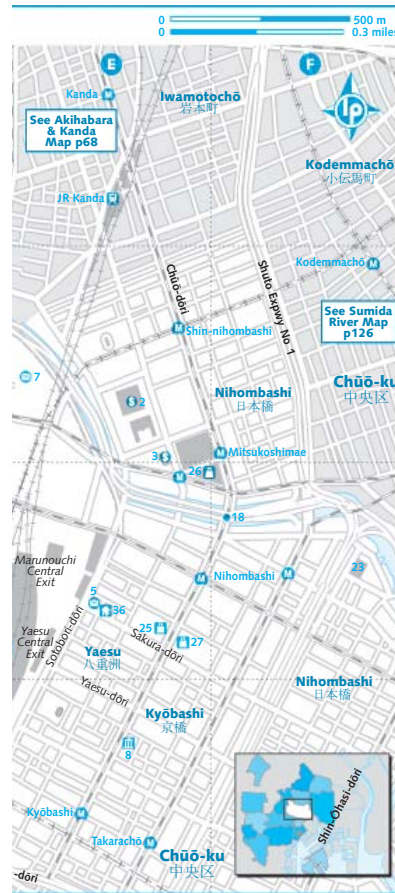 0 500 m
0 0.3 miles
E
F
Kanda
Iwamotochō
岩本町
See Akihabara
& Kanda
Map p68
lp
Kodemmachō
小伝馬町
JR Kanda
Chūō-dōri
Shuto Expwy No 1
Kodemmachō
Shin-nihombashi
See Sumida
River Map
p126
7
2
Nihombashi
日本橋
Chūō-ku
中央区
3
Mitsukoshimae
26
18
Marunouchi
Central
Exit
Nihombashi
23
5
36
Sotobori-dōri
25
27
Sakura-dōri
Yaesu
Central
Exit
Yaesu
八重洲
Yaesu-dōri
Nihombashi
日本橋
Kyōbashi
京橋
8
Kyōbashi
Takarachō
Chūō-ku
中央区
Shin-Ōhasi-dōri
-dōri